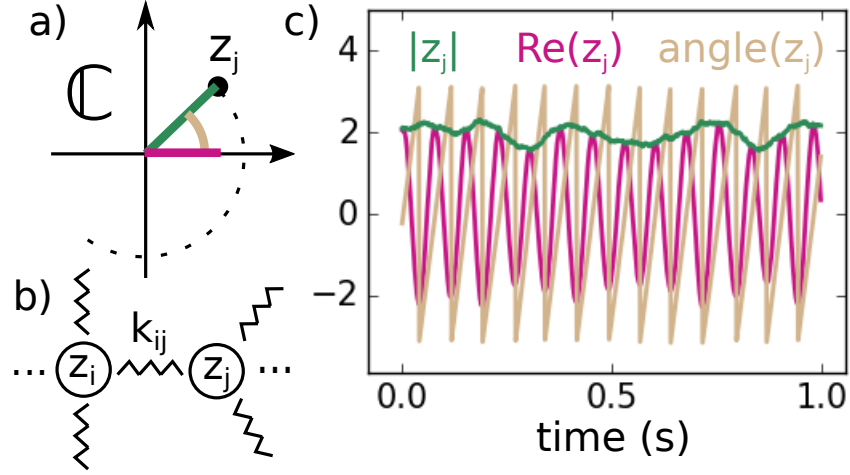 a)
ℂ
z_j
b)
k_ij
... z_i z_j ...
c)
|z_j| Re(z_j) angle(z_j)
4
2
0
−2
0.0 0.5 1.0
time (s)